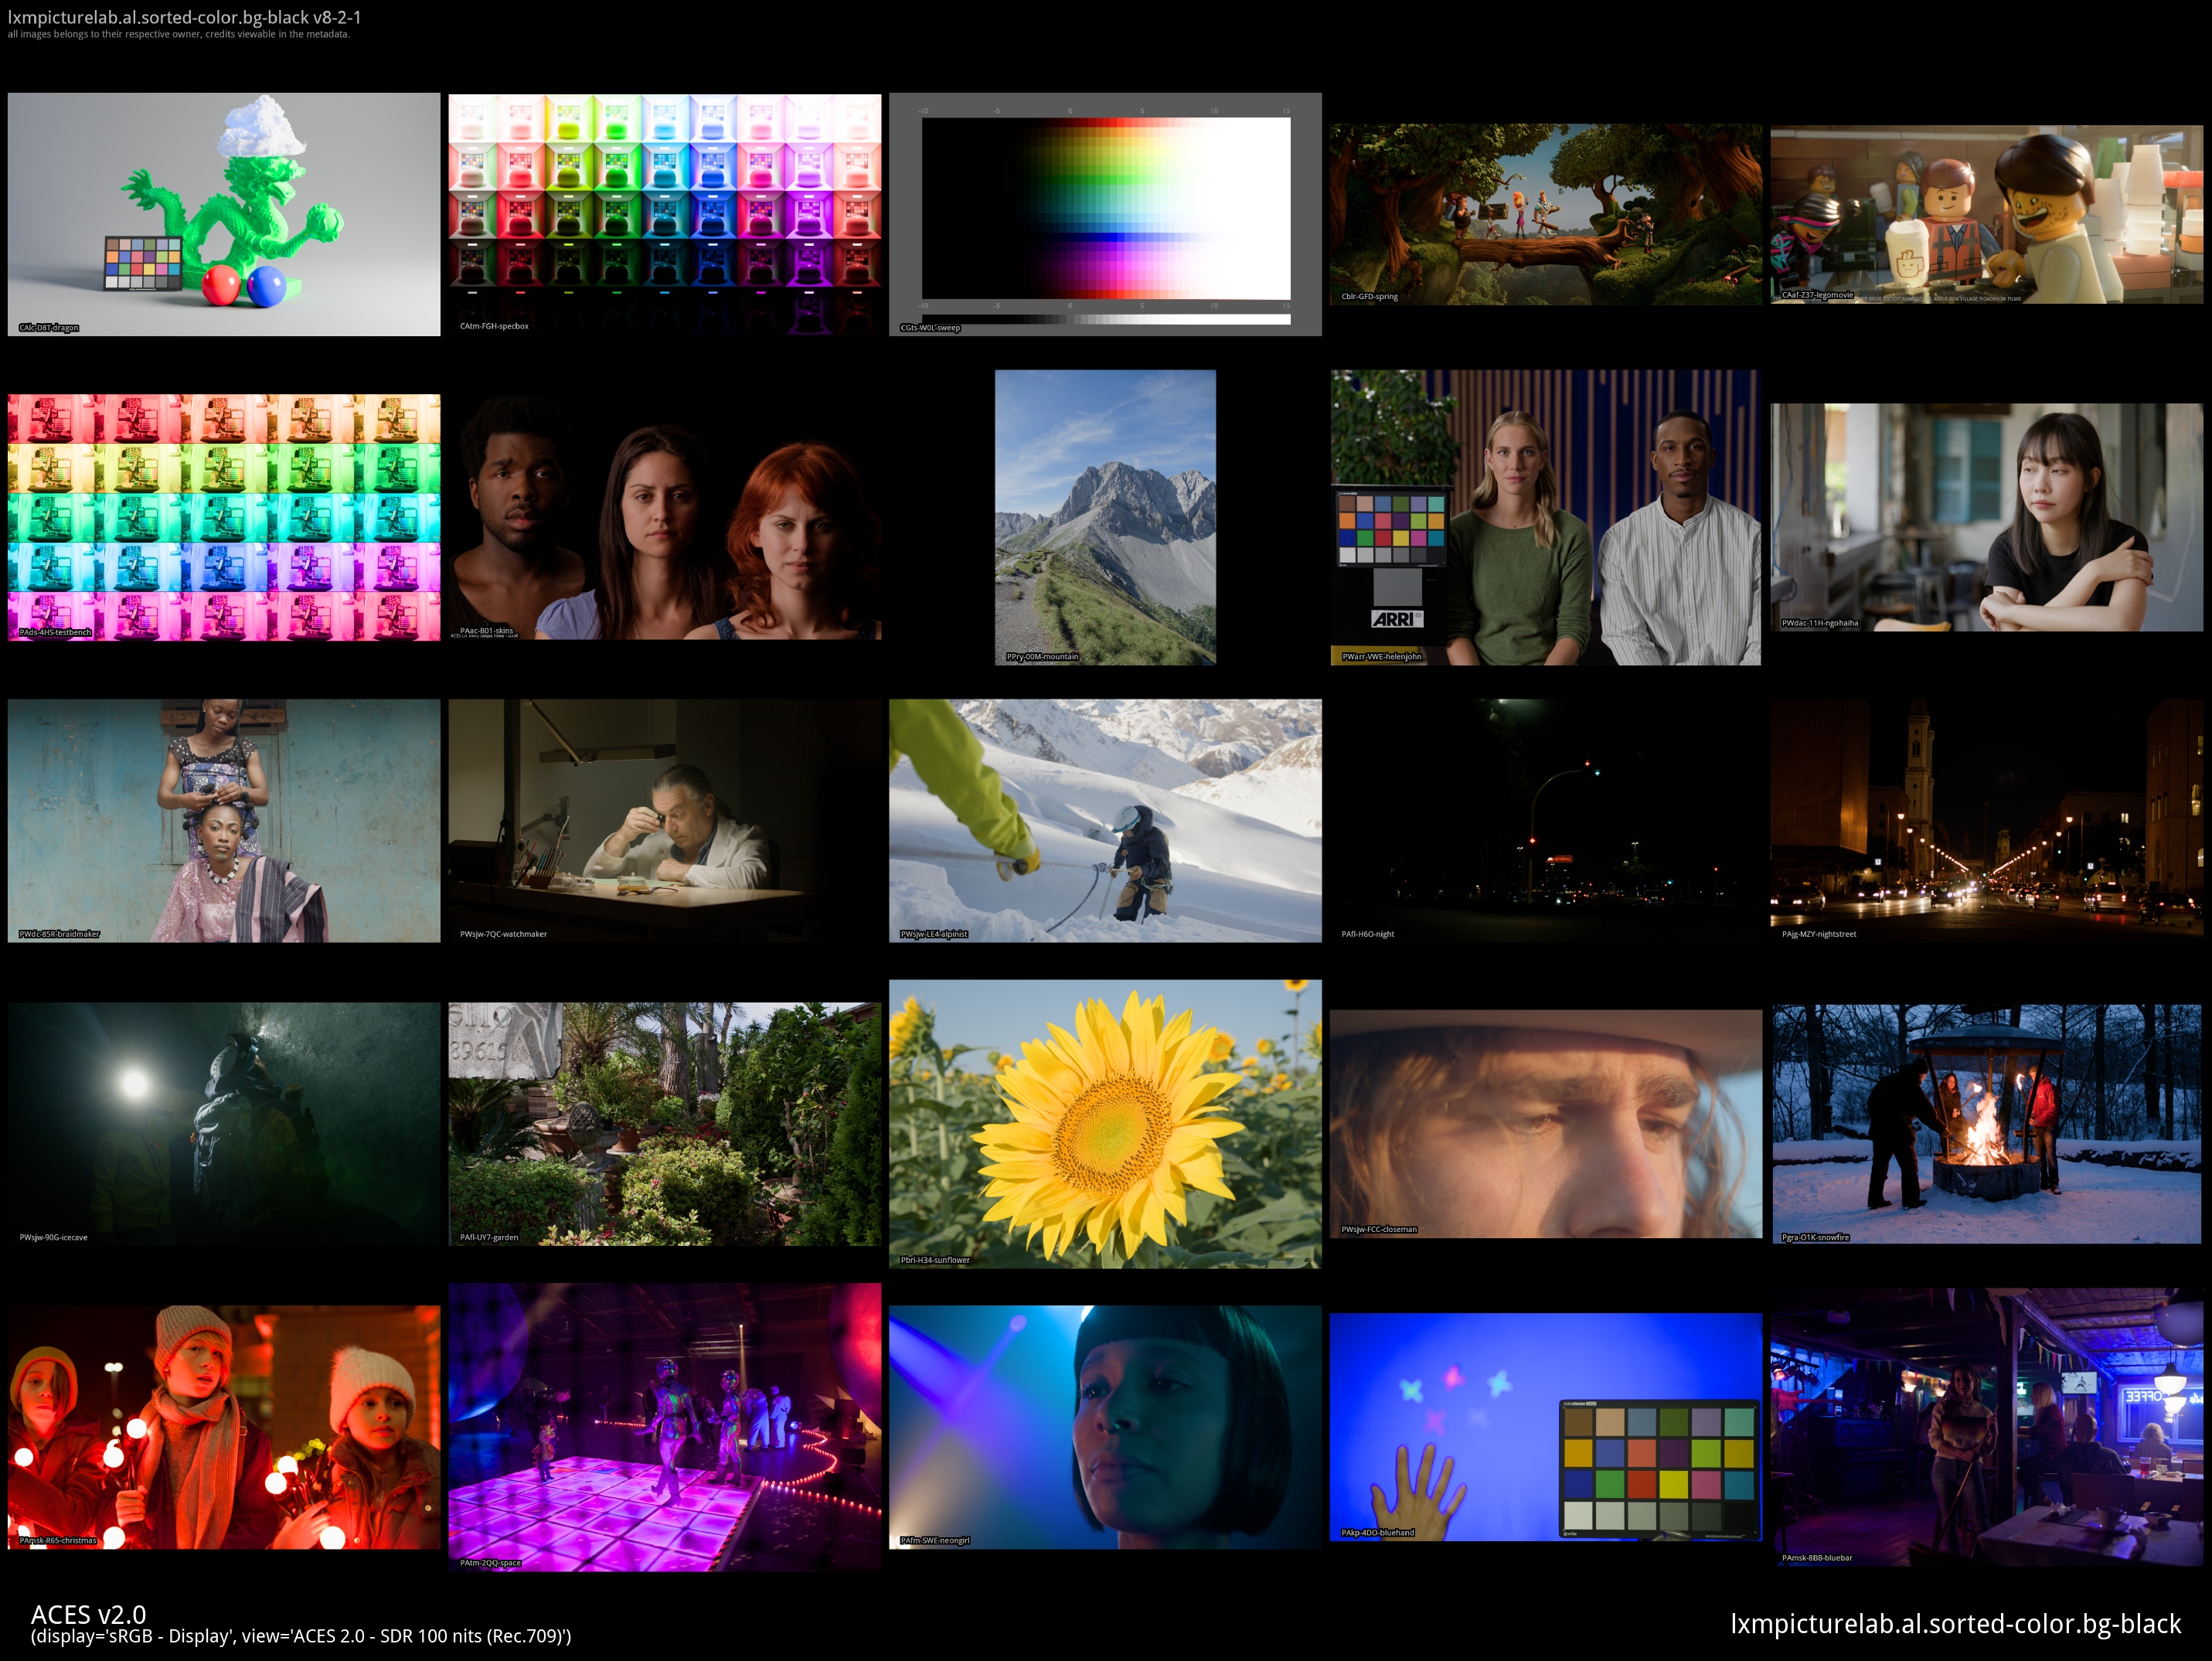 lxmpicturelab.al.sorted-color.bg-black v8-2-1
all images belongs to their respective owner, credits viewable in the metadata.
CAlc-D8T-dragon
CAtm-FGH-specbox
-10 -5 0 5 10 15
-10 -5 0 5 10 15
CGts-W0L-sweep
Cblr-GFD-spring
CAaf-Z37-legomovie
PAds-4HS-testbench
PAac-B01-skins
PPry-00M-mountain
ARRI
PWarr-VWE-helenjohn
PWdac-11H-ngohaiha
PWdc-85R-braidmaker
PWsjw-7QC-watchmaker
PWsjw-LE4-alpinist
PAfl-H6O-night
PAjg-MZY-nightstreet
PWsjw-90G-icecave
89615
PAfl-UY7-garden
Pbri-H34-sunflower
PWsjw-FCC-closeman
Pgra-O1K-snowfire
PAmsk-R65-christmas
PAtm-2QQ-space
PAfm-SWE-neongirl
PAkp-4DO-bluehand
PAmsk-8BB-bluebar
ACES v2.0
(display='sRGB - Display', view='ACES 2.0 - SDR 100 nits (Rec.709)')
lxmpicturelab.al.sorted-color.bg-black